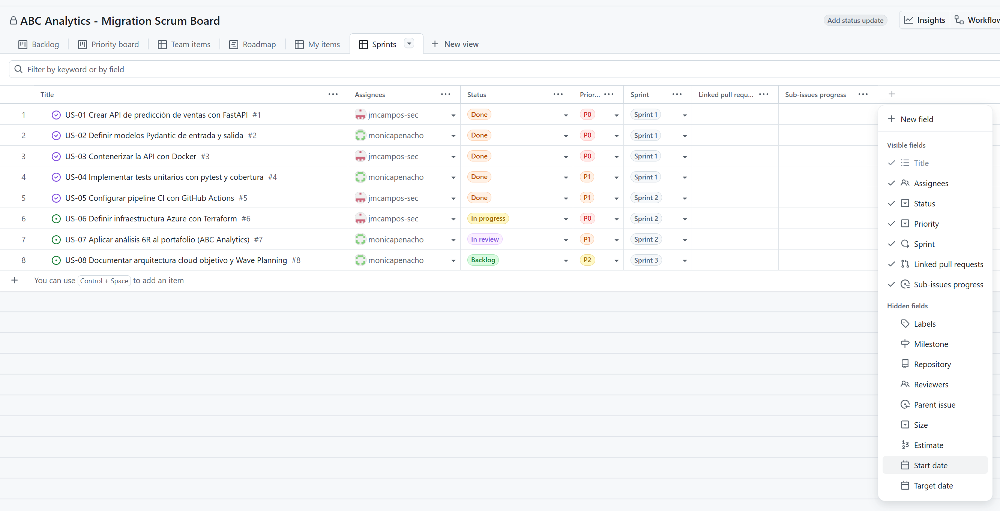 ABC Analytics - Migration Scrum Board
Add status update
Insights
Workflow
Backlog
Priority board
Team items
Roadmap
My items
Sprints
New view
Filter by keyword or by field
Title Assignees Status Prior... Sprint Linked pull requ... Sub-issues progress
1 US-01 Crear API de predicción de ventas con FastAPI #1 jmcampos-sec Done P0 Sprint 1
2 US-02 Definir modelos Pydantic de entrada y salida #2 monicapenacho Done P0 Sprint 1
3 US-03 Contenerizar la API con Docker #3 jmcampos-sec Done P0 Sprint 1
4 US-04 Implementar tests unitarios con pytest y cobertura #4 monicapenacho Done P1 Sprint 1
5 US-05 Configurar pipeline CI con GitHub Actions #5 jmcampos-sec Done P1 Sprint 2
6 US-06 Definir infraestructura Azure con Terraform #6 jmcampos-sec In progress P0 Sprint 2
7 US-07 Aplicar análisis 6R al portafolio (ABC Analytics) #7 monicapenacho In review P1 Sprint 2
8 US-08 Documentar arquitectura cloud objetivo y Wave Planning #8 monicapenacho Backlog P2 Sprint 3
You can use Control + Space to add an item
New field
Visible fields
Title
Assignees
Status
Priority
Sprint
Linked pull requests
Sub-issues progress
Hidden fields
Labels
Milestone
Repository
Reviewers
Parent issue
Size
Estimate
Start date
Target date